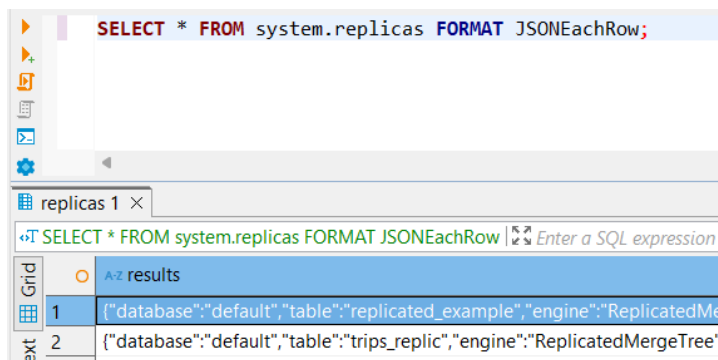 SELECT * FROM system.replicas FORMAT JSONEachRow;
replicas 1
SELECT * FROM system.replicas FORMAT JSONEachRow
Enter a SQL expression
Grid
A-Z results
1
{"database":"default","table":"replicated_example","engine":"ReplicatedMe
2
{"database":"default","table":"trips_replic","engine":"ReplicatedMergeTree"